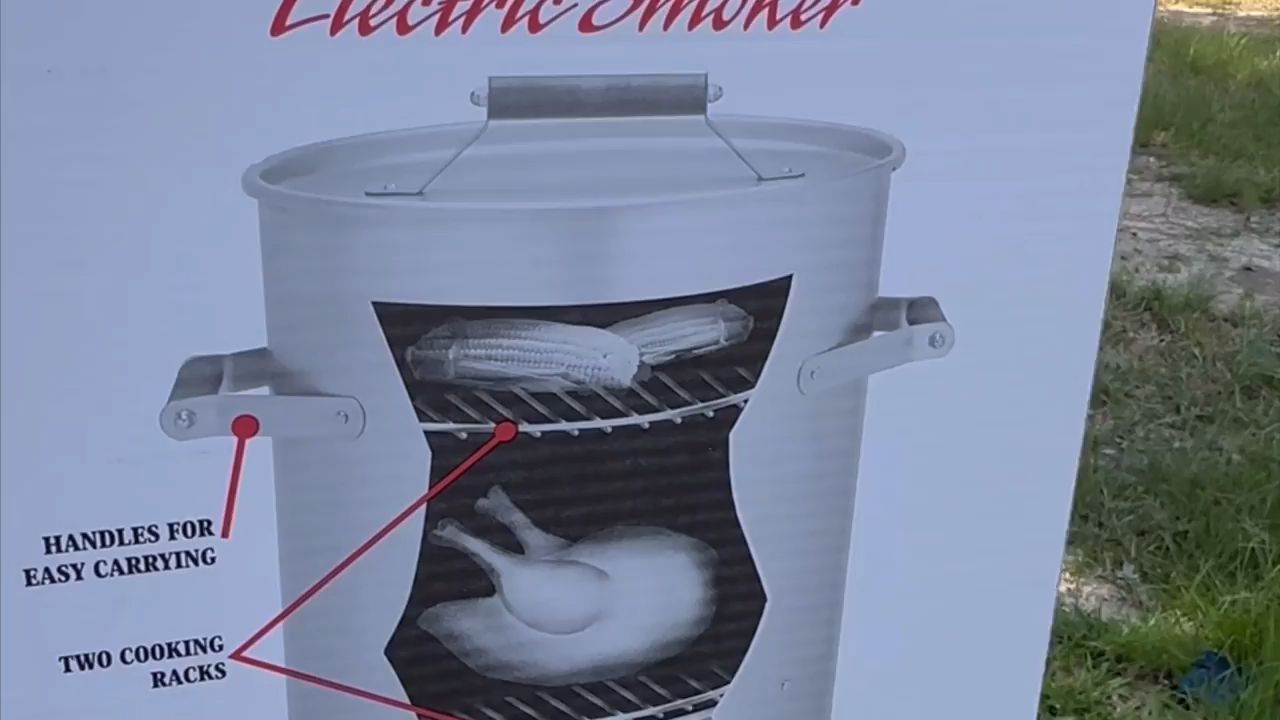 Electric Smoker
HANDLES FOR
EASY CARRYING
TWO COOKING
RACKS